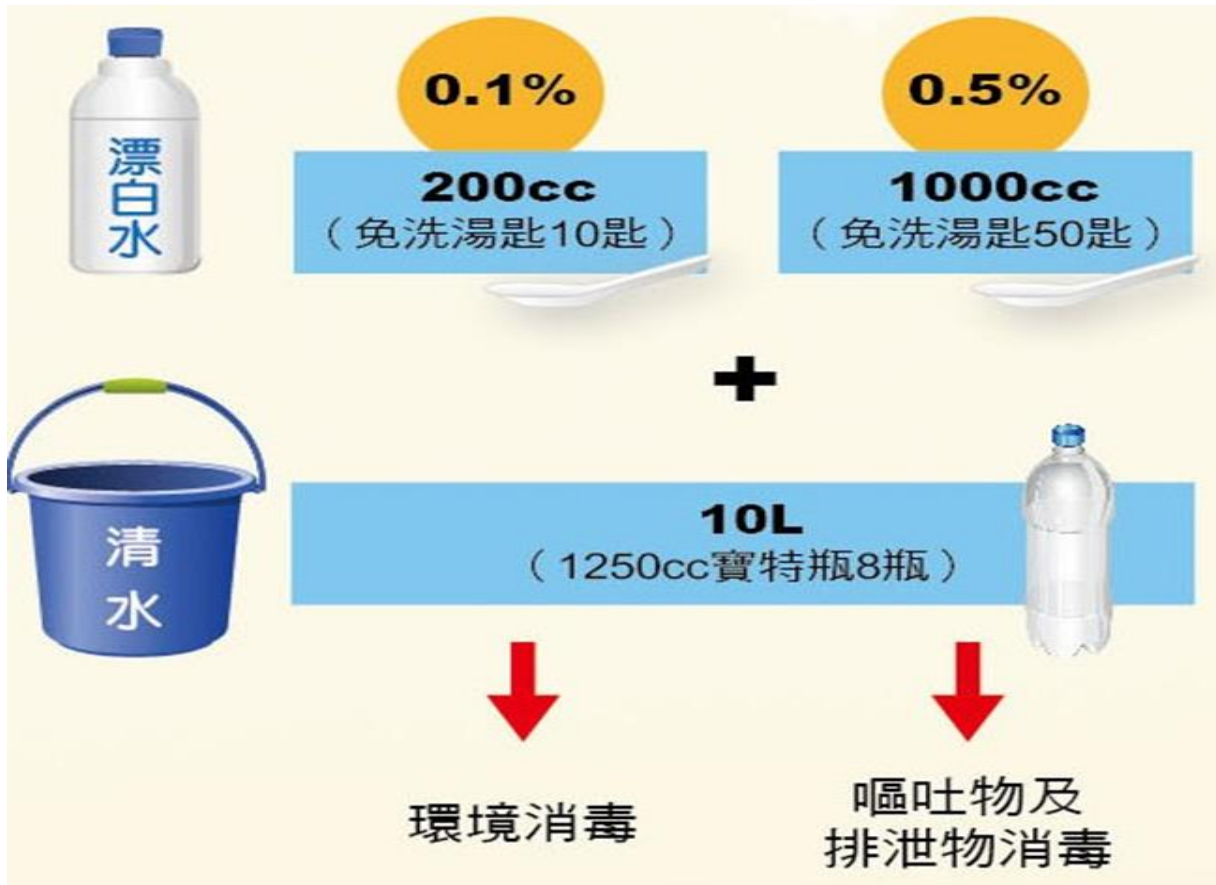 漂白水
0.1%
200cc
（免洗湯匙10匙）
0.5%
1000cc
（免洗湯匙50匙）
+
清水
10L
（1250cc寶特瓶8瓶）
環境消毒
嘔吐物及
排泄物消毒